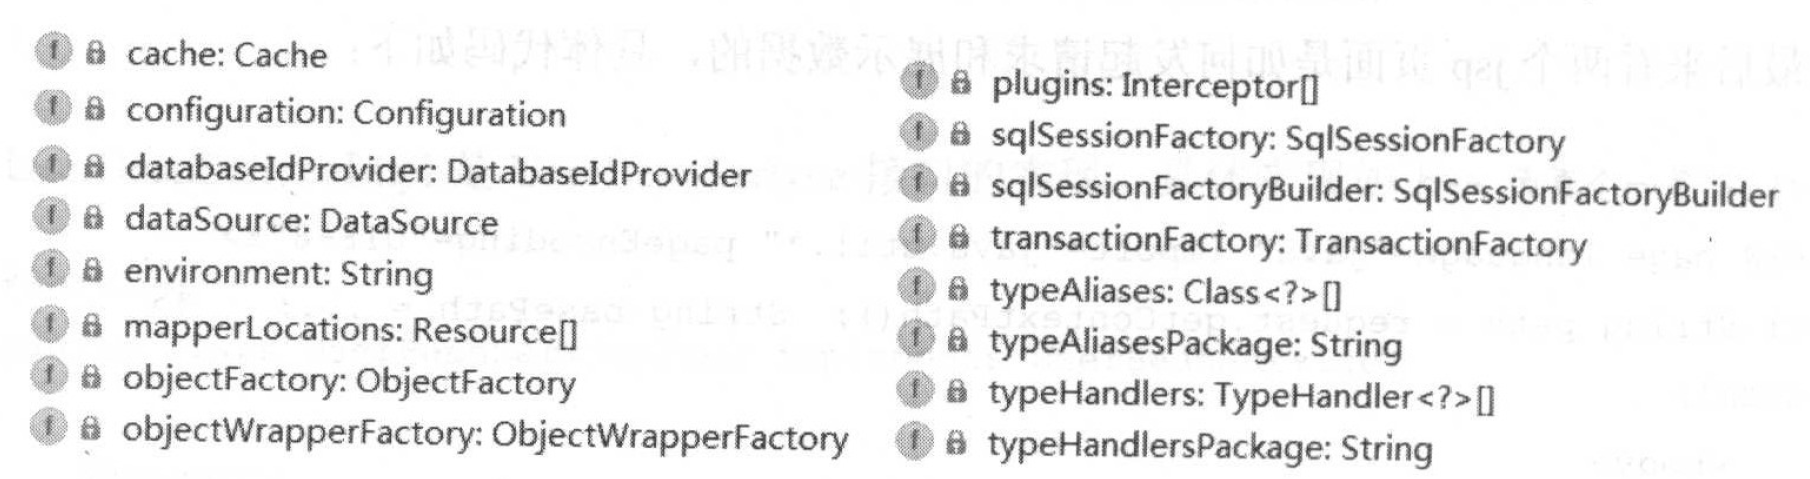 cache: Cache
configuration: Configuration
databaseIdProvider: DatabaseIdProvider
dataSource: DataSource
environment: String
mapperLocations: Resource[]
objectFactory: ObjectFactory
objectWrapperFactory: ObjectWrapperFactory
plugins: Interceptor[]
sqlSessionFactory: SqlSessionFactory
sqlSessionFactoryBuilder: SqlSessionFactoryBuilder
transactionFactory: TransactionFactory
typeAliases: Class<?>[]
typeAliasesPackage: String
typeHandlers: TypeHandler<?>[]
typeHandlersPackage: String